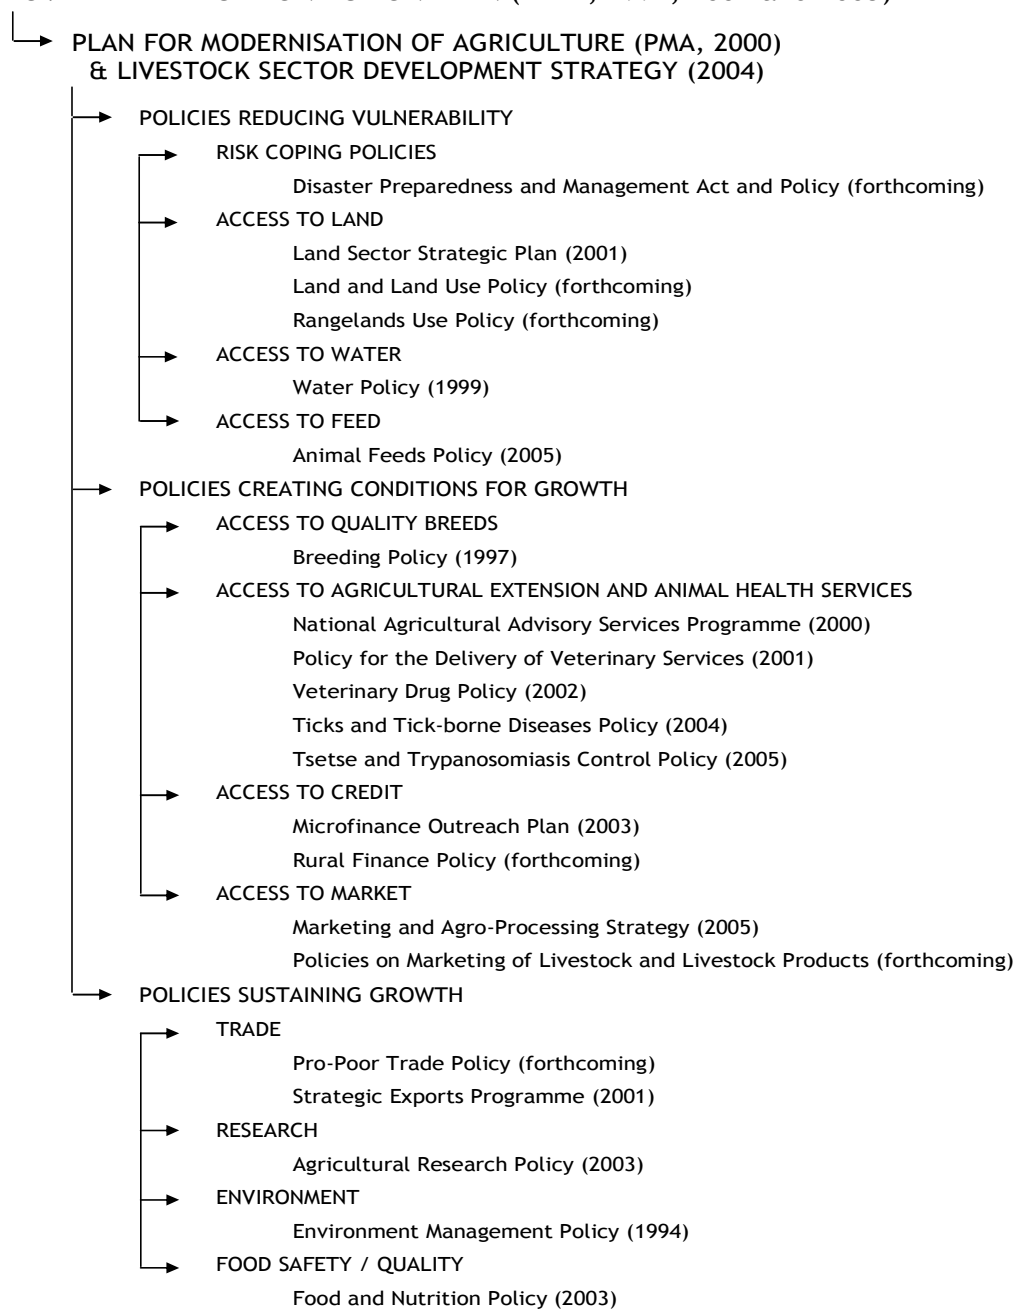 PLAN FOR MODERNISATION OF AGRICULTURE (PMA, 2000)
& LIVESTOCK SECTOR DEVELOPMENT STRATEGY (2004)
POLICIES REDUCING VULNERABILITY
RISK COPING POLICIES
Disaster Preparedness and Management Act and Policy (forthcoming)
ACCESS TO LAND
Land Sector Strategic Plan (2001)
Land and Land Use Policy (forthcoming)
Rangelands Use Policy (forthcoming)
ACCESS TO WATER
Water Policy (1999)
ACCESS TO FEED
Animal Feeds Policy (2005)
POLICIES CREATING CONDITIONS FOR GROWTH
ACCESS TO QUALITY BREEDS
Breeding Policy (1997)
ACCESS TO AGRICULTURAL EXTENSION AND ANIMAL HEALTH SERVICES
National Agricultural Advisory Services Programme (2000)
Policy for the Delivery of Veterinary Services (2001)
Veterinary Drug Policy (2002)
Ticks and Tick-borne Diseases Policy (2004)
Tsetse and Trypanosomiasis Control Policy (2005)
ACCESS TO CREDIT
Microfinance Outreach Plan (2003)
Rural Finance Policy (forthcoming)
ACCESS TO MARKET
Marketing and Agro-Processing Strategy (2005)
Policies on Marketing of Livestock and Livestock Products (forthcoming)
POLICIES SUSTAINING GROWTH
TRADE
Pro-Poor Trade Policy (forthcoming)
Strategic Exports Programme (2001)
RESEARCH
Agricultural Research Policy (2003)
ENVIRONMENT
Environment Management Policy (1994)
FOOD SAFETY / QUALITY
Food and Nutrition Policy (2003)